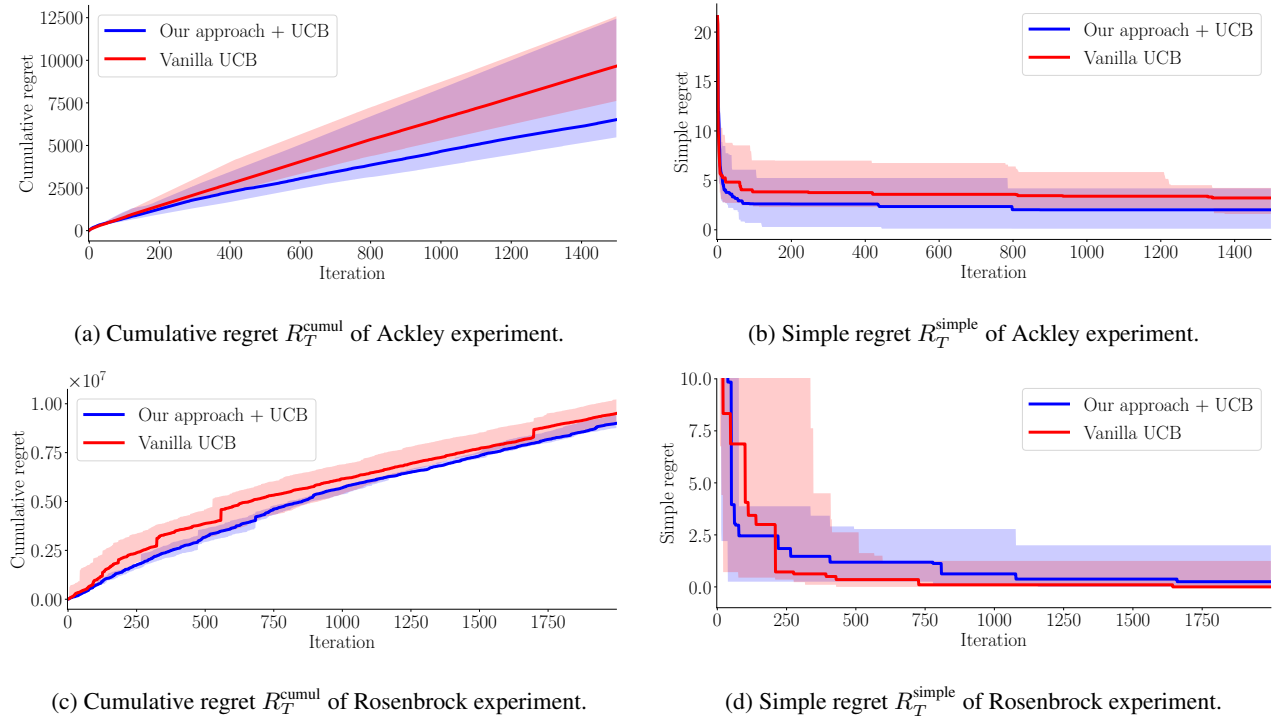 Our approach + UCB
Vanilla UCB
Cumulative regret
12500
10000
7500
5000
2500
0
0 200 400 600 800 1000 1200 1400
Iteration
(a) Cumulative regret R_T^cumul of Ackley experiment.
Our approach + UCB
Vanilla UCB
Simple regret
20
15
10
5
0
0 200 400 600 800 1000 1200 1400
Iteration
(b) Simple regret R_T^simple of Ackley experiment.
×10^7
Our approach + UCB
Vanilla UCB
Cumulative regret
1.00
0.75
0.50
0.25
0.00
0 250 500 750 1000 1250 1500 1750
Iteration
(c) Cumulative regret R_T^cumul of Rosenbrock experiment.
Our approach + UCB
Vanilla UCB
Simple regret
10.0
7.5
5.0
2.5
0.0
0 250 500 750 1000 1250 1500 1750
Iteration
(d) Simple regret R_T^simple of Rosenbrock experiment.